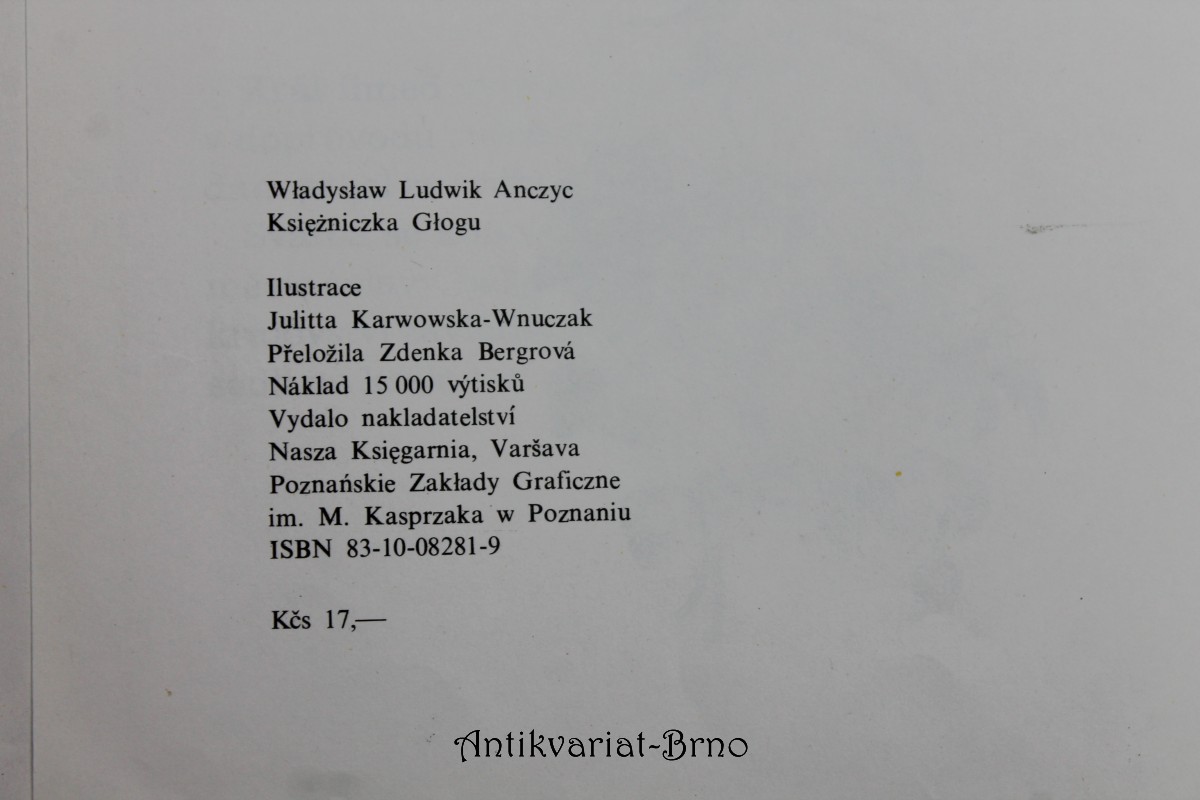 Władysław Ludwik Anczyc
Księżniczka Głogu
Ilustrace
Julitta Karwowska-Wnuczak
Přeložila Zdenka Bergrová
Náklad 15 000 výtisků
Vydalo nakladatelství
Nasza Księgarnia, Varšava
Poznańskie Zakłady Graficzne
im. M. Kasprzaka w Poznaniu
ISBN 83-10-08281-9
Kčs 17,—
Antikvariat-Brno